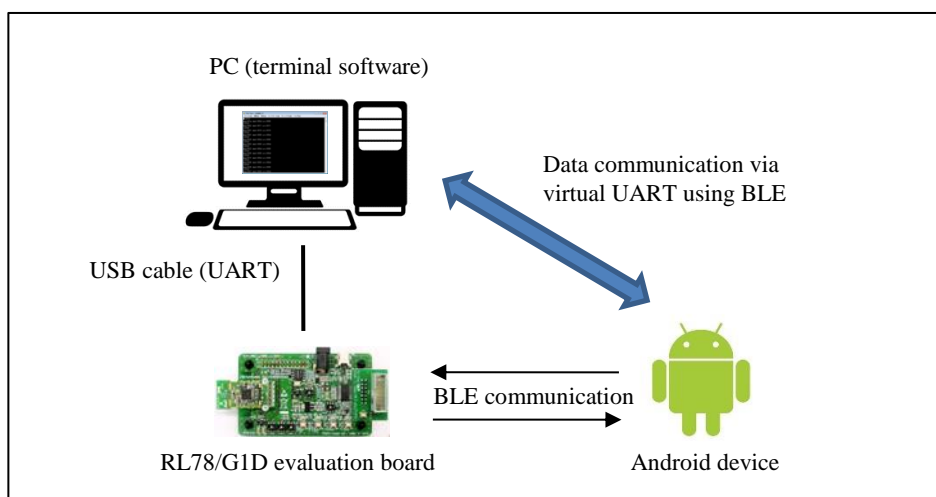 PC (terminal software)
Data communication via
virtual UART using BLE
USB cable (UART)
BLE communication
RL78/G1D evaluation board
Android device